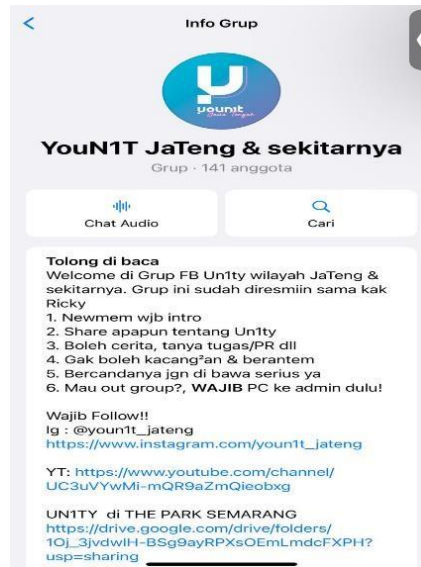 Info Grup
younit
Jawa Tengah
YouN1T JaTeng & sekitarnya
Grup · 141 anggota
Chat Audio
Cari
Tolong di baca
Welcome di Grup FB Un1ty wilayah JaTeng &
sekitarnya. Grup ini sudah diresmiin sama kak
Ricky
1. Newmem wjb intro
2. Share apapun tentang Un1ty
3. Boleh cerita, tanya tugas/PR dll
4. Gak boleh kacang²an & berantem
5. Bercandanya jgn di bawa serius ya
6. Mau out group?, WAJIB PC ke admin dulu!
Wajib Follow!!
Ig : @youn1t_jateng
https://www.instagram.com/youn1t_jateng
YT: https://www.youtube.com/channel/
UC3uVYwMi-mQR9aZmQieobxg
UN1TY di THE PARK SEMARANG
https://drive.google.com/drive/folders/
1Oj_3jvdwIH-BSg9ayRPXsOEmLmdcFXPH?
usp=sharing